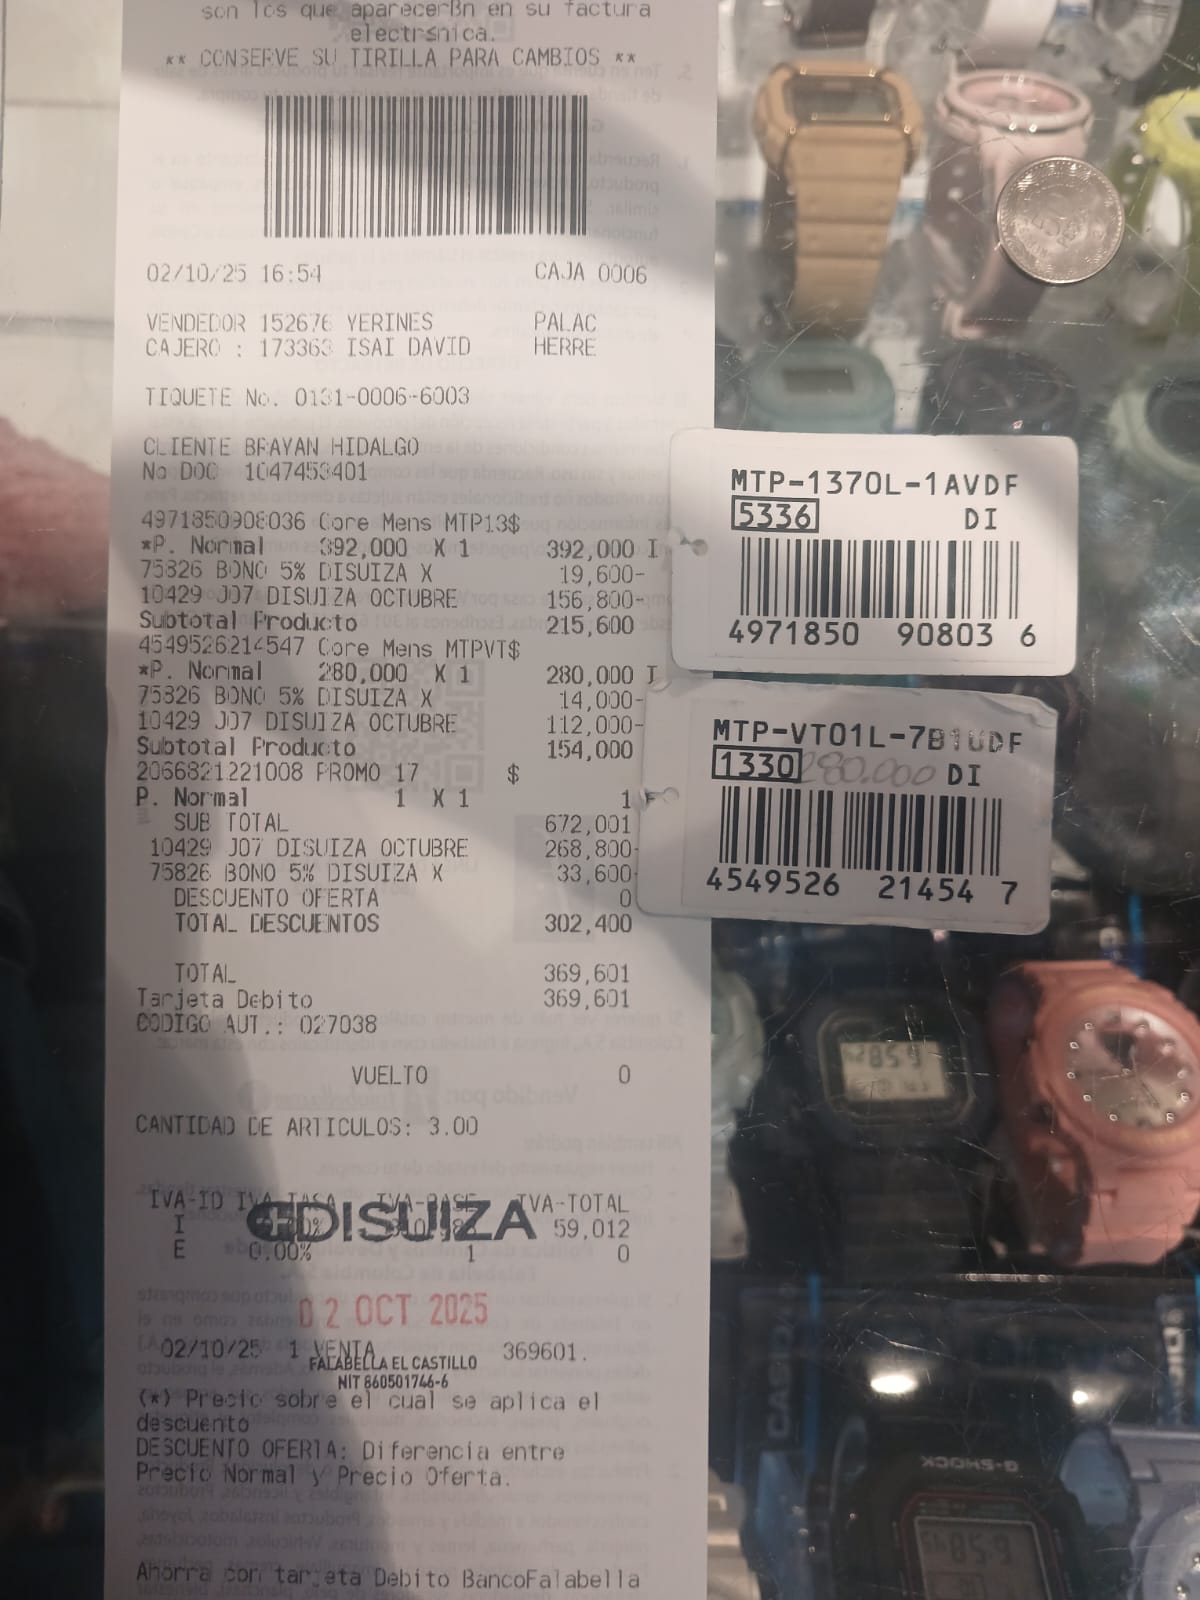 son los que aparecerßn en su factura
electrsnica.
** CONSERVE SU TIRILLA PARA CAMBIOS **
02/10/25 16:54 CAJA 0006
VENDEDOR 152676 YERINES PALAC
CAJERO : 173363 ISAI DAVID HERRE
TIQUETE No. 0131-0006-6003
CLIENTE BRAYAN HIDALGO
No DOC 1047453401
4971850908036 Core Mens MTP13$
*P. Normal 392,000 X 1 392,000 I
75826 BONO 5% DISUIZA X 19,600-
10429 J07 DISUIZA OCTUBRE 156,800-
Subtotal Producto 215,600
4549526214547 Core Mens MTPVT$
*P. Normal 280,000 X 1 280,000 I
75826 BONO 5% DISUIZA X 14,000-
10429 J07 DISUIZA OCTUBRE 112,000-
Subtotal Producto 154,000
2066821221008 PROMO 17 $
P. Normal 1 X 1 1 E
SUB TOTAL 672,001
10429 J07 DISUIZA OCTUBRE 268,800-
75826 BONO 5% DISUIZA X 33,600-
DESCUENTO OFERTA 0
TOTAL DESCUENTOS 302,400
TOTAL 369,601
Tarjeta Debito 369,601
CODIGO AUT.: 027038
VUELTO 0
CANTIDAD DE ARTICULOS: 3.00
IVA-ID IVA-TASA IVA-BASE IVA-TOTAL
I 59,012
DISUIZA
E 0.00% 1 0
02 OCT 2025
02/10/25 1 VENTA 369601.
FALABELLA EL CASTILLO
NIT 860501746-6
(*) Precio sobre el cual se aplica el
descuento
DESCUENTO OFERTA: Diferencia entre
Precio Normal y Precio Oferta.
Ahorra con tarjeta Debito BancoFalabella
MTP-1370L-1AVDF
5336 DI
4971850 90803 6
MTP-VT01L-7B1UDF
1330 280.000 DI
4549526 21454 7
CASIO
G-SHOCK